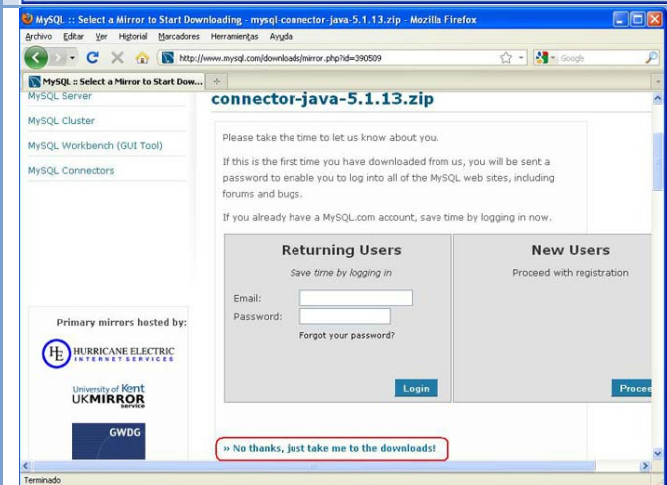 MySQL :: Select a Mirror to Start Downloading - mysql-connector-java-5.1.13.zip - Mozilla Firefox
Archivo Editar Ver Historial Marcadores Herramientas Ayuda
http://www.mysql.com/downloads/mirror.php?id=390509
Google
MySQL :: Select a Mirror to Start Dow...
MySQL Server
MySQL Cluster
MySQL Workbench (GUI Tool)
MySQL Connectors
connector-java-5.1.13.zip
Please take the time to let us know about you.
If this is the first time you have downloaded from us, you will be sent a
password to enable you to log into all of the MySQL web sites, including
forums and bugs.
If you already have a MySQL.com account, save time by logging in now.
Returning Users
Save time by logging in
Email:
Password:
Forgot your password?
Login
New Users
Proceed with registration
Procee
Primary mirrors hosted by:
HE HURRICANE ELECTRIC
INTERNET SERVICES
University of Kent
UKMIRROR
service
GWDG
» No thanks, just take me to the downloads!
Terminado